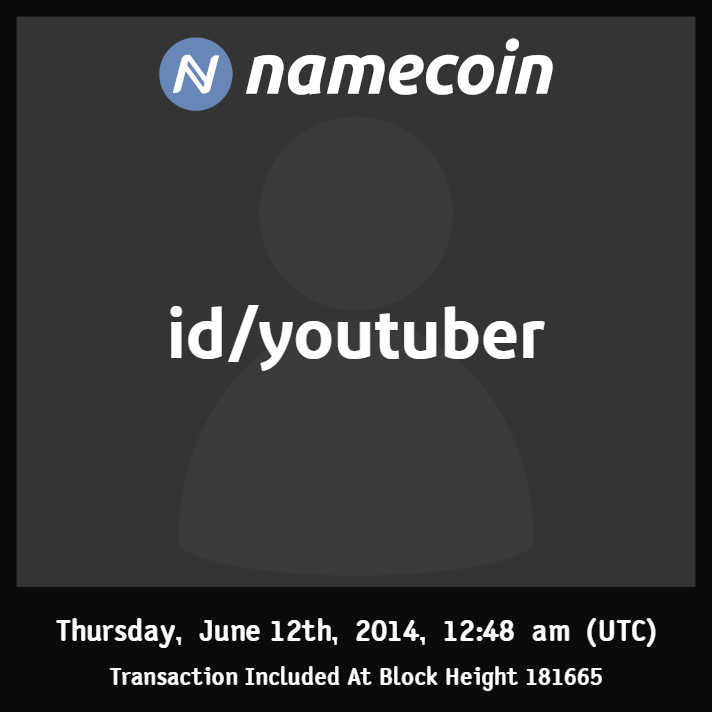 namecoin
id/youtuber
Thursday, June 12th, 2014, 12:48 am (UTC)
Transaction Included At Block Height 181665